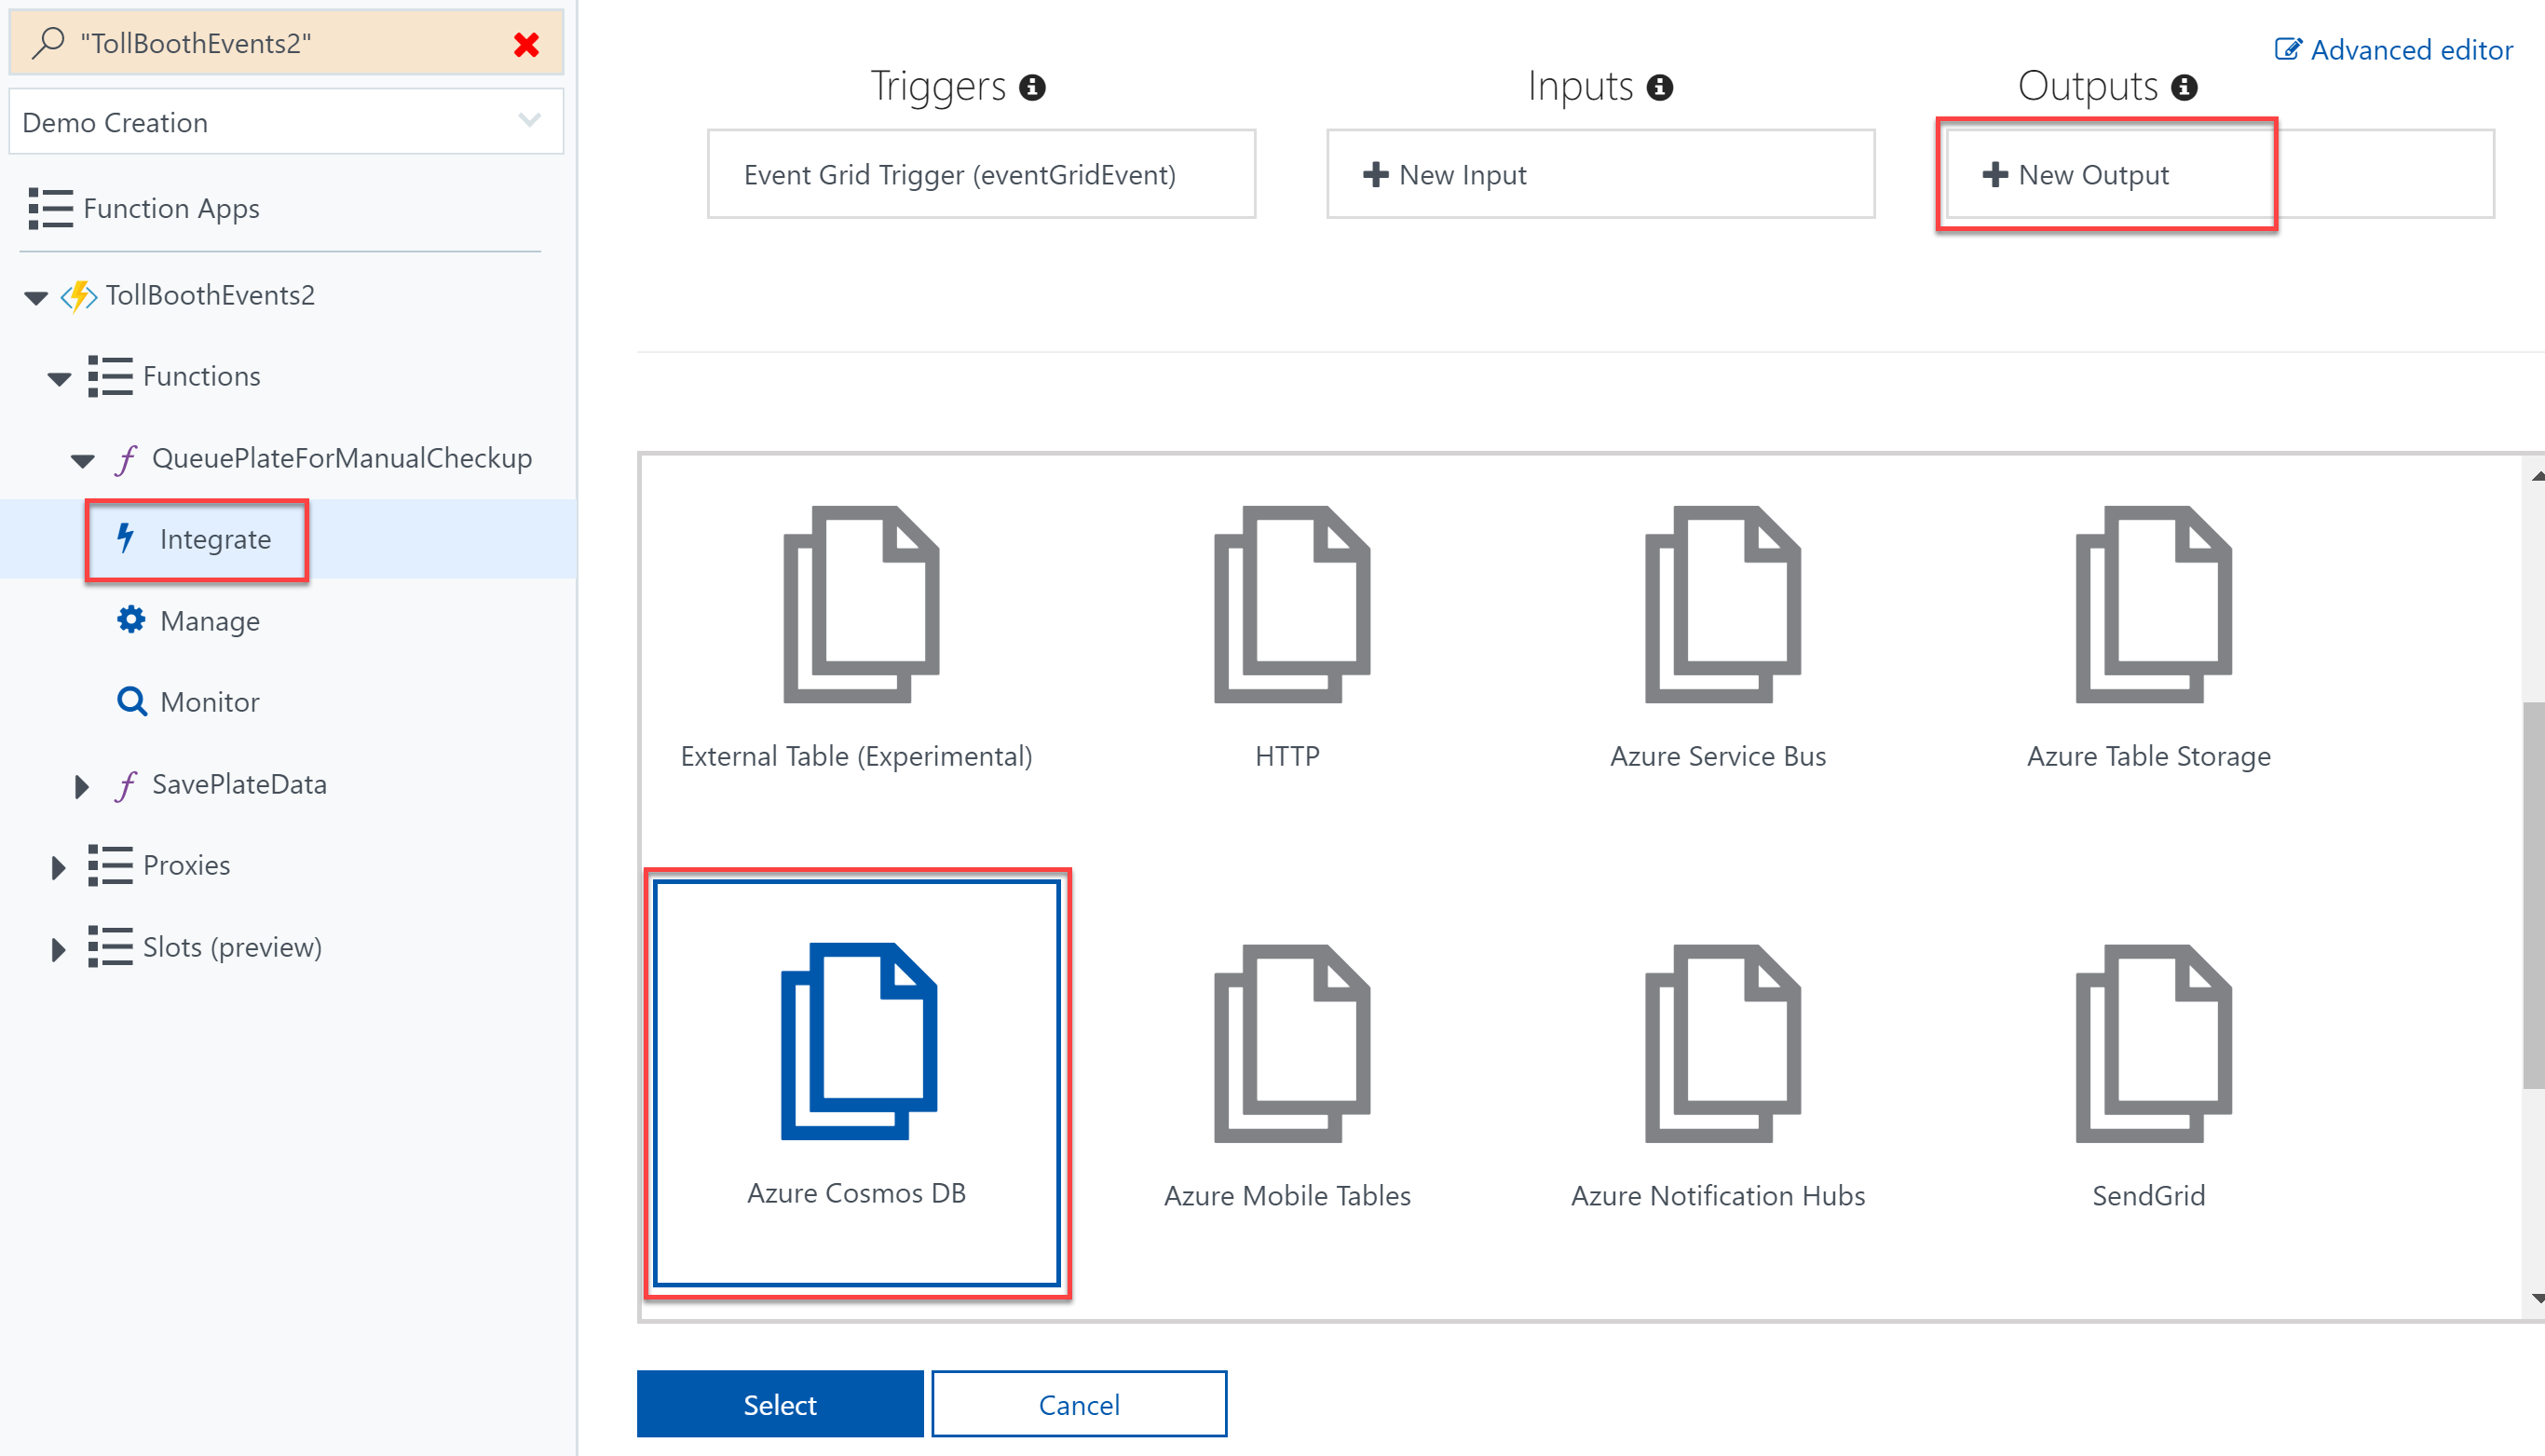 "TollBoothEvents2"
Demo Creation
Function Apps
TollBoothEvents2
Functions
QueuePlateForManualCheckup
Integrate
Manage
Monitor
SavePlateData
Proxies
Slots (preview)
Advanced editor
Triggers
Inputs
Outputs
Event Grid Trigger (eventGridEvent)
New Input
New Output
External Table (Experimental)
HTTP
Azure Service Bus
Azure Table Storage
Azure Cosmos DB
Azure Mobile Tables
Azure Notification Hubs
SendGrid
Select
Cancel